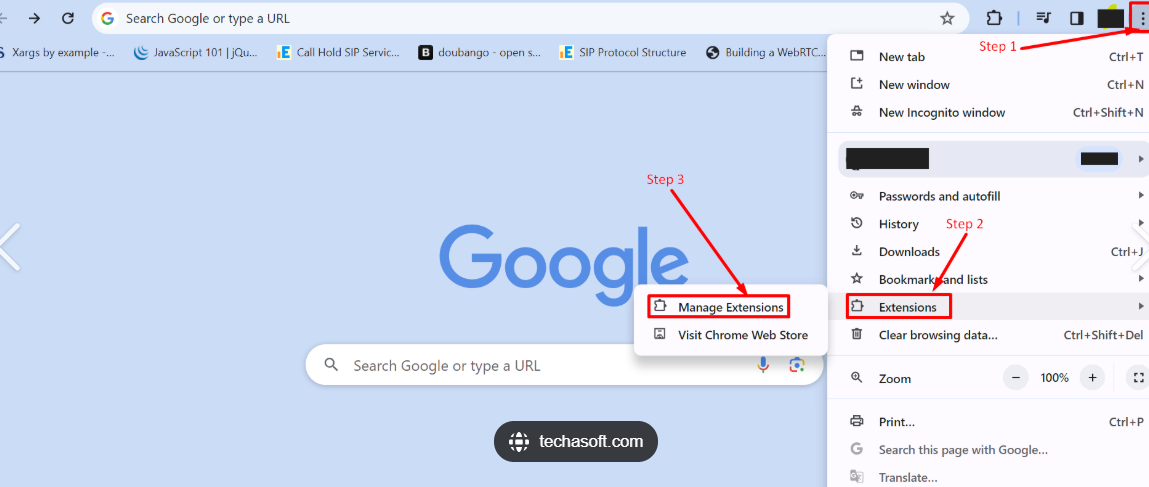 Search Google or type a URL
Step 1
Xargs by example -...
JavaScript 101 | jQu...
Call Hold SIP Servic...
doubango - open s...
SIP Protocol Structure
Building a WebRTC...
New tab Ctrl+T
New window Ctrl+N
New Incognito window Ctrl+Shift+N
Passwords and autofill
History
Step 2
Downloads Ctrl+J
Bookmarks and lists
Extensions
Clear browsing data... Ctrl+Shift+Del
Zoom − 100% +
Print... Ctrl+P
Search this page with Google...
Translate...
Step 3
Google
Manage Extensions
Visit Chrome Web Store
Search Google or type a URL
techasoft.com